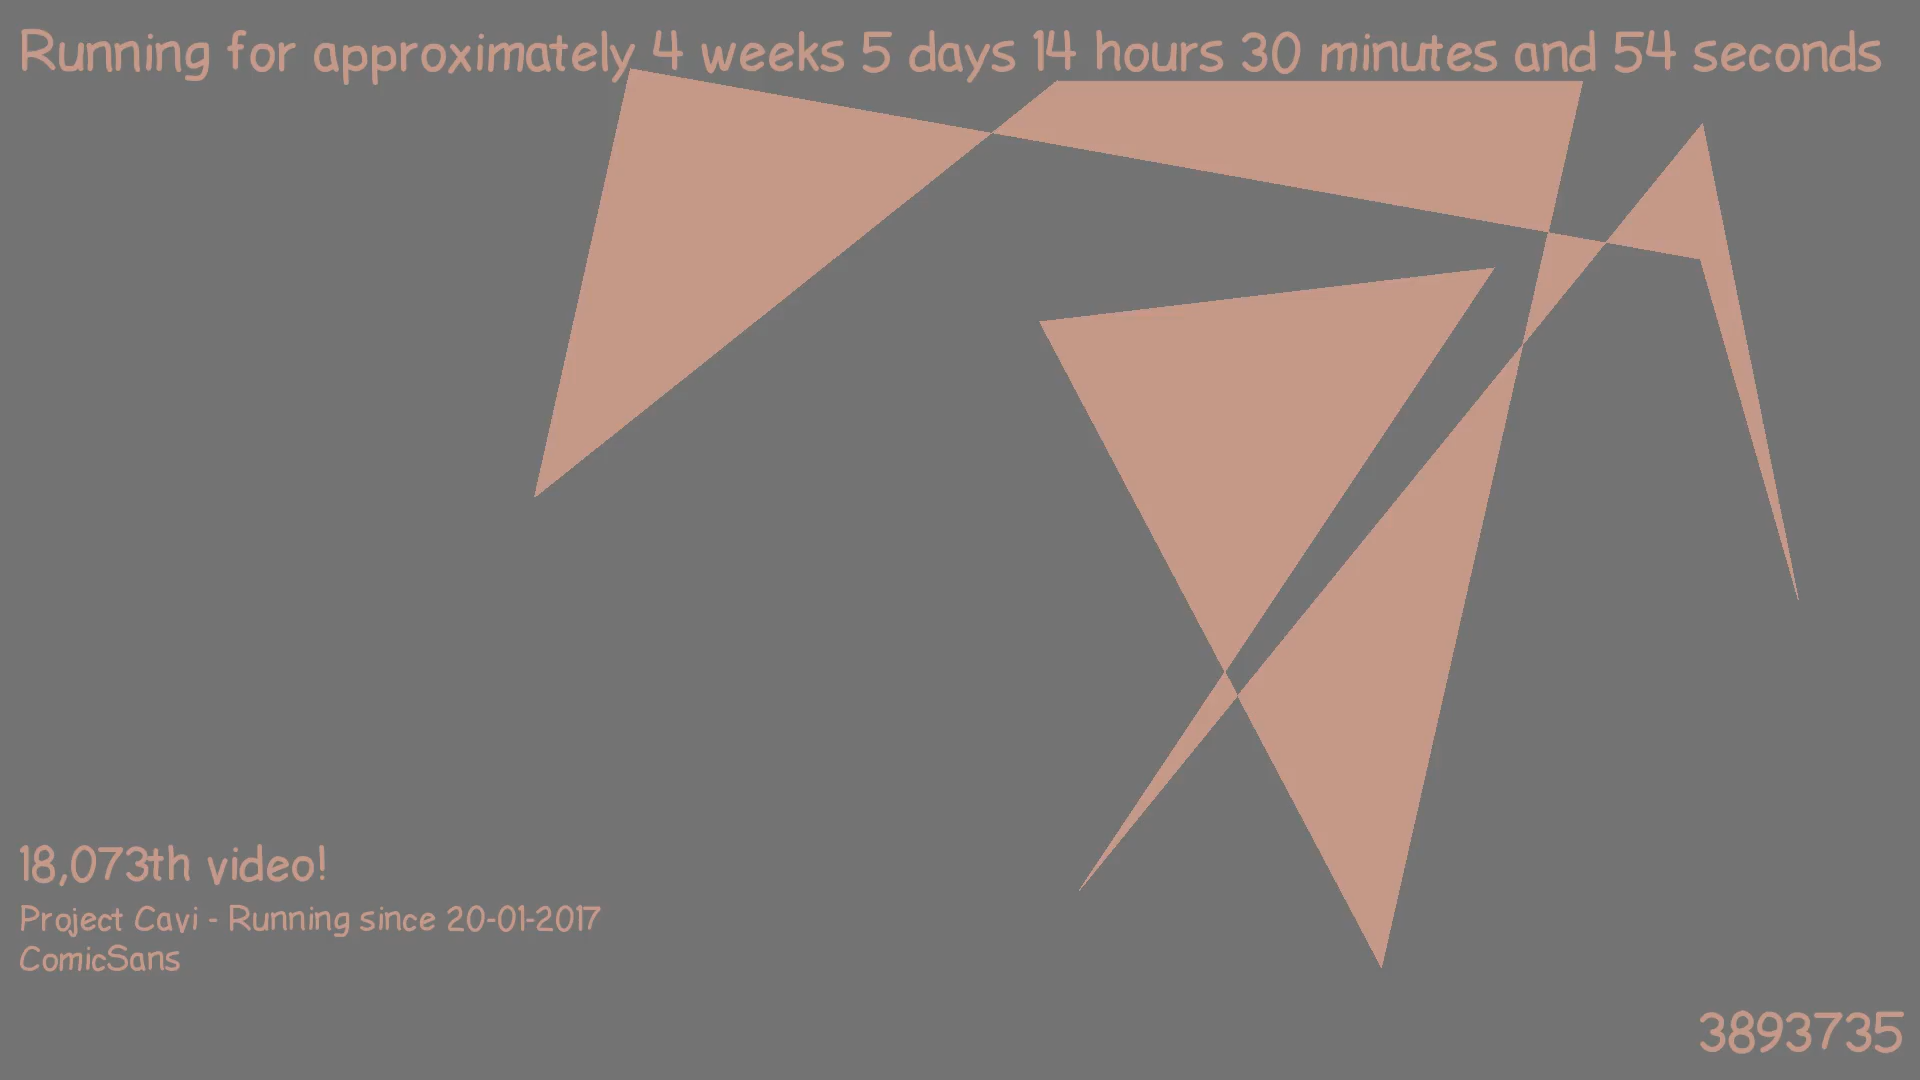 Running for approximately 4 weeks 5 days 14 hours 30 minutes and 54 seconds
18,073th video!
Project Cavi - Running since 20-01-2017
ComicSans
3893735